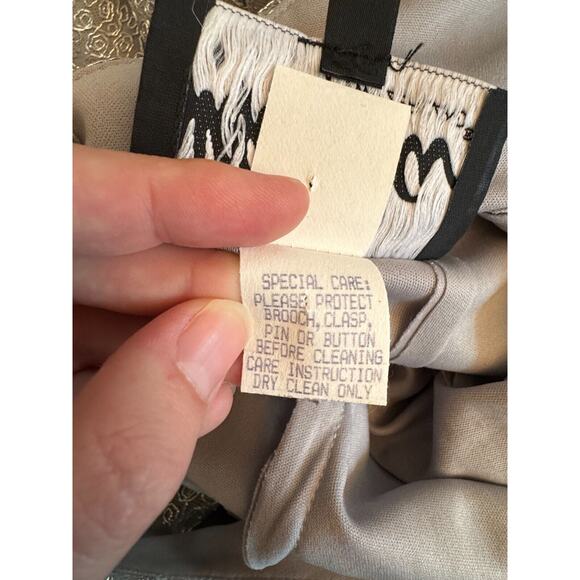 SPECIAL CARE:
PLEASE PROTECT
BROOCH, CLASP,
PIN OR BUTTON
BEFORE CLEANING
CARE INSTRUCTION
DRY CLEAN ONLY